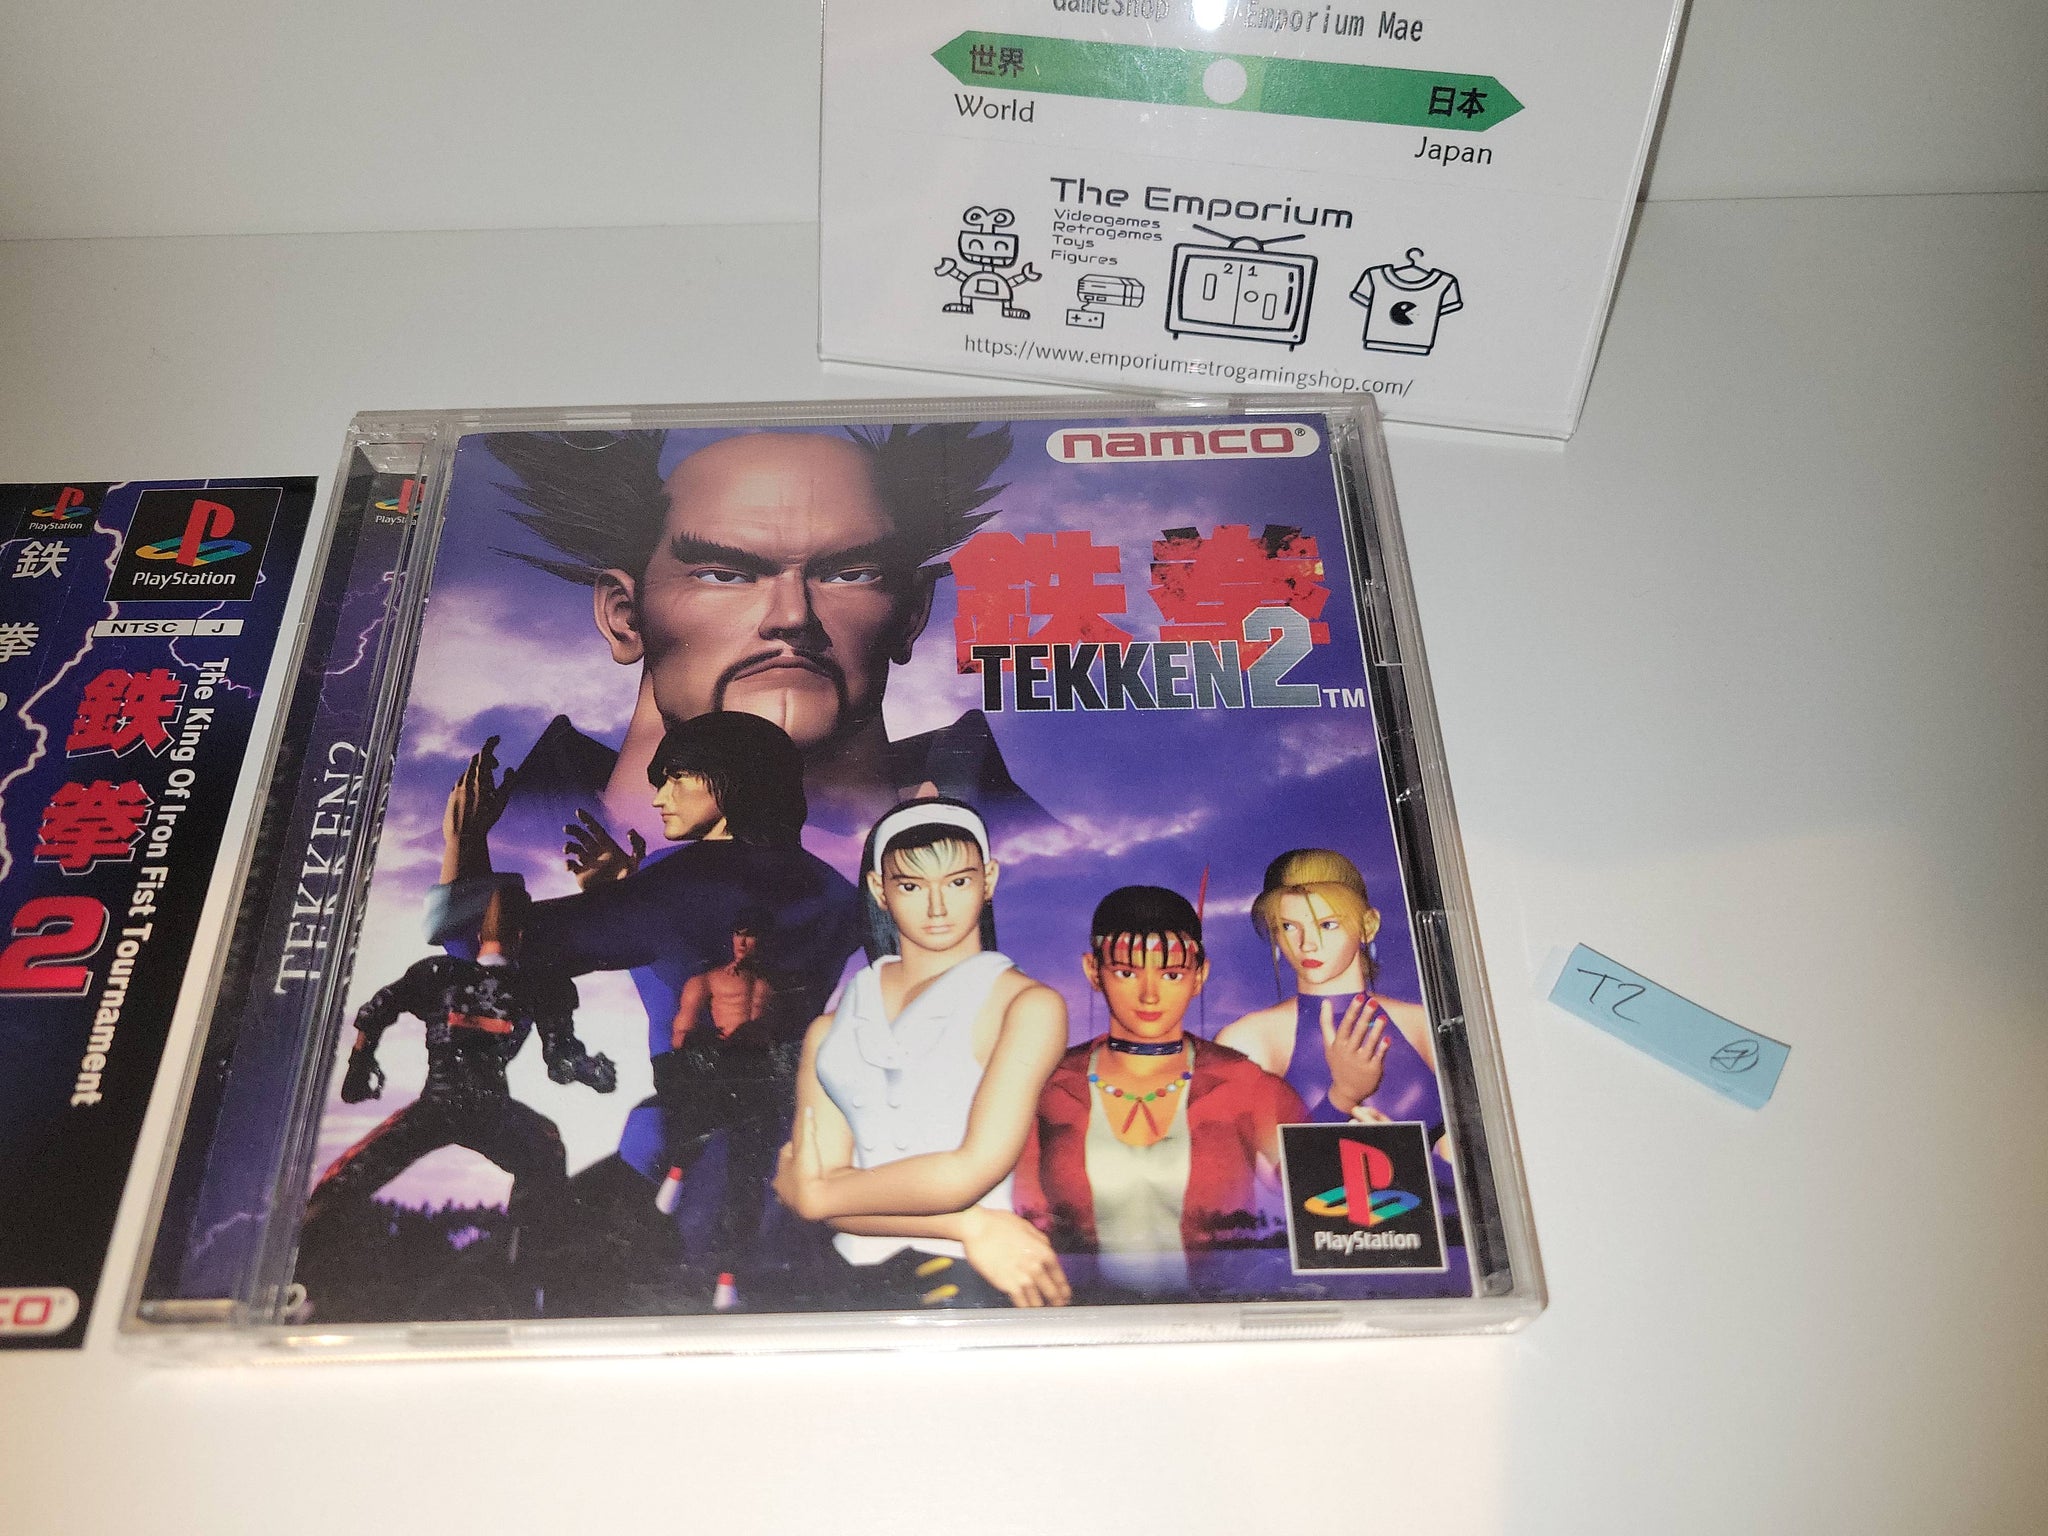 GameShop The Emporium Mae
世界
日本
World
Japan
The Emporium
Videogames
Retrogames
Toys
Figures
2 1
https://www.emporiumretrogamingshop.com/
PlayStation
鉄拳
PlayStation
NTSC J
鉄拳2
The King Of Iron Fist Tournament
TEKKEN2
namco®
鉄拳
TEKKEN2™
PlayStation
T2